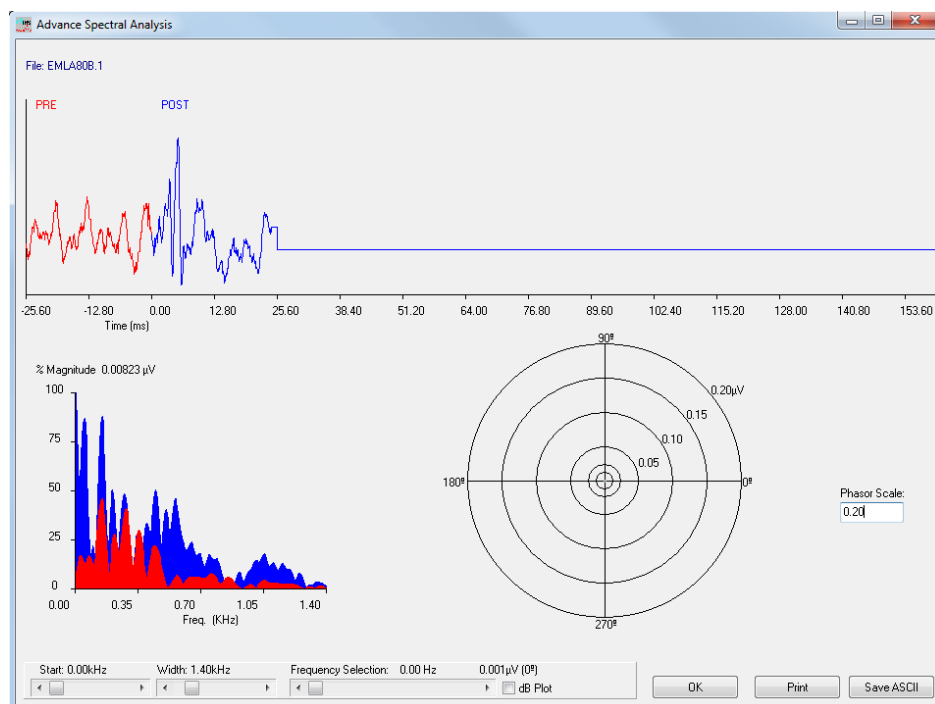 Advance Spectral Analysis
File: EMLA80B.1
PRE POST
-25.60 -12.80 0.00 12.80 25.60 38.40 51.20 64.00 76.80 89.60 102.40 115.20 128.00 140.80 153.60
Time (ms)
% Magnitude 0.00823 µV
100
75
50
25
0
0.00 0.35 0.70 1.05 1.40
Freq. (KHz)
90º
0.20µV
0.15
0.10
0.05
180º 0º
270º
Phasor Scale:
0.20
Start: 0.00kHz Width: 1.40kHz Frequency Selection: 0.00 Hz 0.001µV (0º)
dB Plot
OK Print Save ASCII